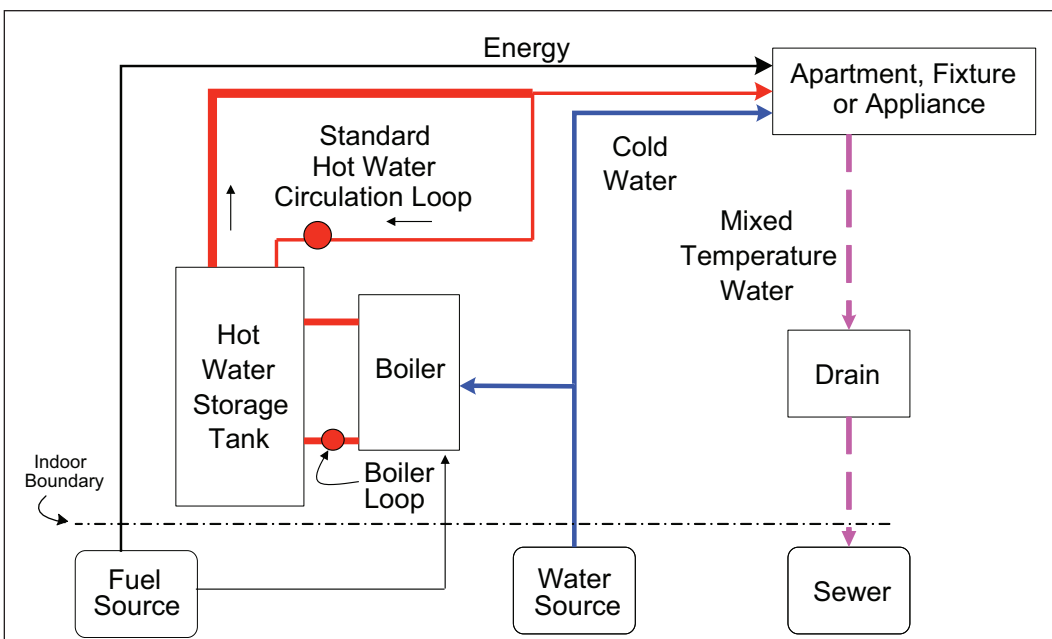 Energy
Apartment, Fixture
or Appliance
Standard
Hot Water
Circulation Loop
Cold
Water
Mixed
Temperature
Water
Hot
Water
Storage
Tank
Boiler
Drain
Boiler
Loop
Indoor
Boundary
Fuel
Source
Water
Source
Sewer